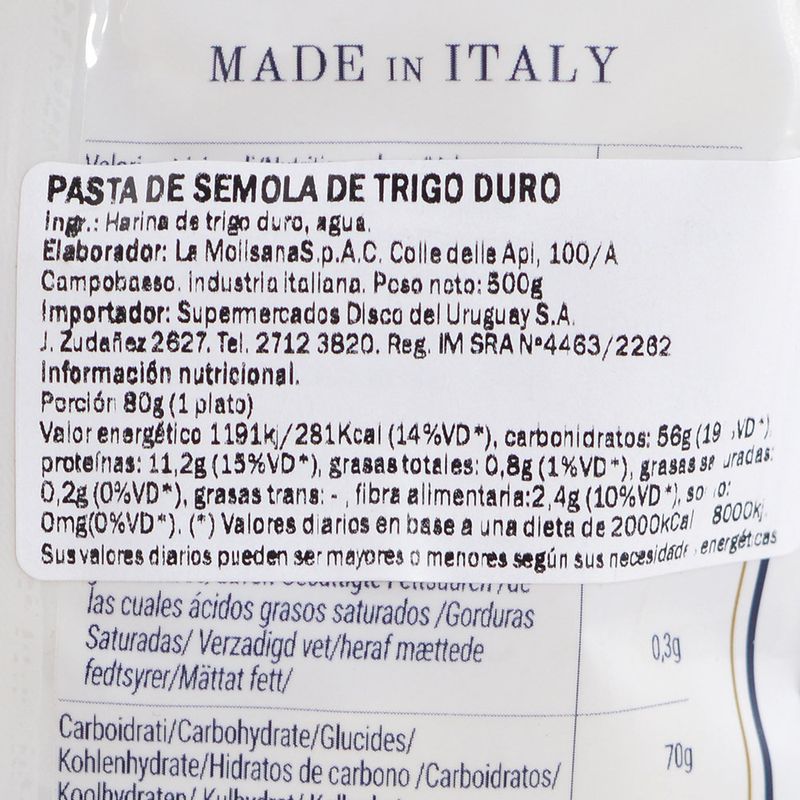 MADE IN ITALY
PASTA DE SEMOLA DE TRIGO DURO
Ingr.: Harina de trigo duro, agua.
Elaborador: La MolisanaS.p.A.C. Colle delle Api, 100/A
Campobasso. industria italiana. Peso neto: 500g
Importador: Supermercados Disco del Uruguay S.A.
J. Zudañez 2627. Tel. 2712 3820. Reg. IM SRA Nº4463/2262
Información nutricional.
Porción 80g (1 plato)
Valor energético 1191kj/281Kcal (14%VD*), carbohidratos: 56g (19 VD*)
proteínas: 11,2g (15%VD*), grasas totales: 0,8g (1%VD*), grasas
0,2g (0%VD*), grasas trans: - , fibra alimentaria:2,4g (10%VD*),
0mg(0%VD*). (*) Valores diarios en base a una dieta de 2000kCal 8000kj.
Sus valores diarios pueden ser mayores o menores según sus energéticas
las cuales ácidos grasos saturados /Gorduras
Saturadas/ Verzadigd vet/heraf mættede
fedtsyrer/Mättat fett/
0,3g
Carboidrati/Carbohydrate/Glucides/
Kohlenhydrate/Hidratos de carbono /Carboidratos/
70g